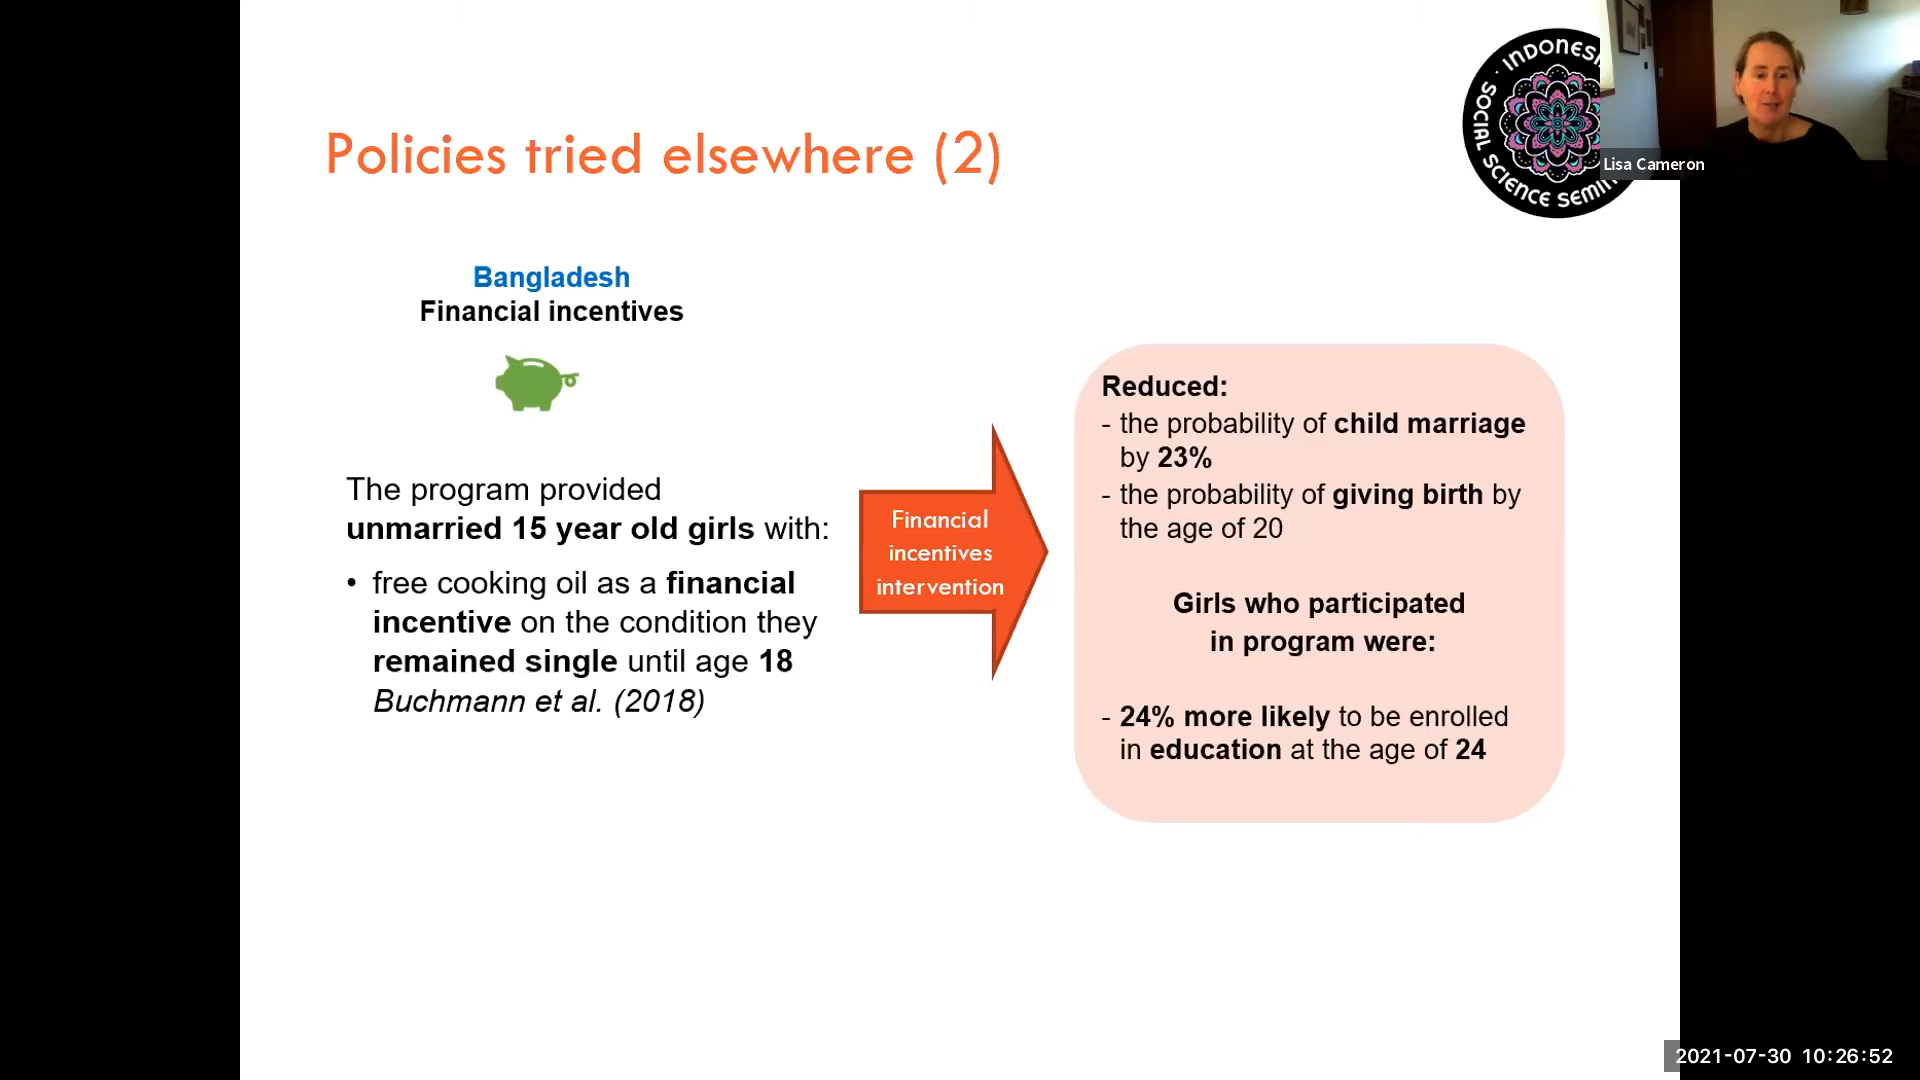 Policies tried elsewhere (2)
INDONES
SOCIAL SCIENCE SEMIN
Lisa Cameron
Bangladesh
Financial incentives
The program provided
unmarried 15 year old girls with:
• free cooking oil as a financial
incentive on the condition they
remained single until age 18
Buchmann et al. (2018)
Financial
incentives
intervention
Reduced:
- the probability of child marriage
by 23%
- the probability of giving birth by
the age of 20
Girls who participated
in program were:
- 24% more likely to be enrolled
in education at the age of 24
2021-07-30 10:26:52